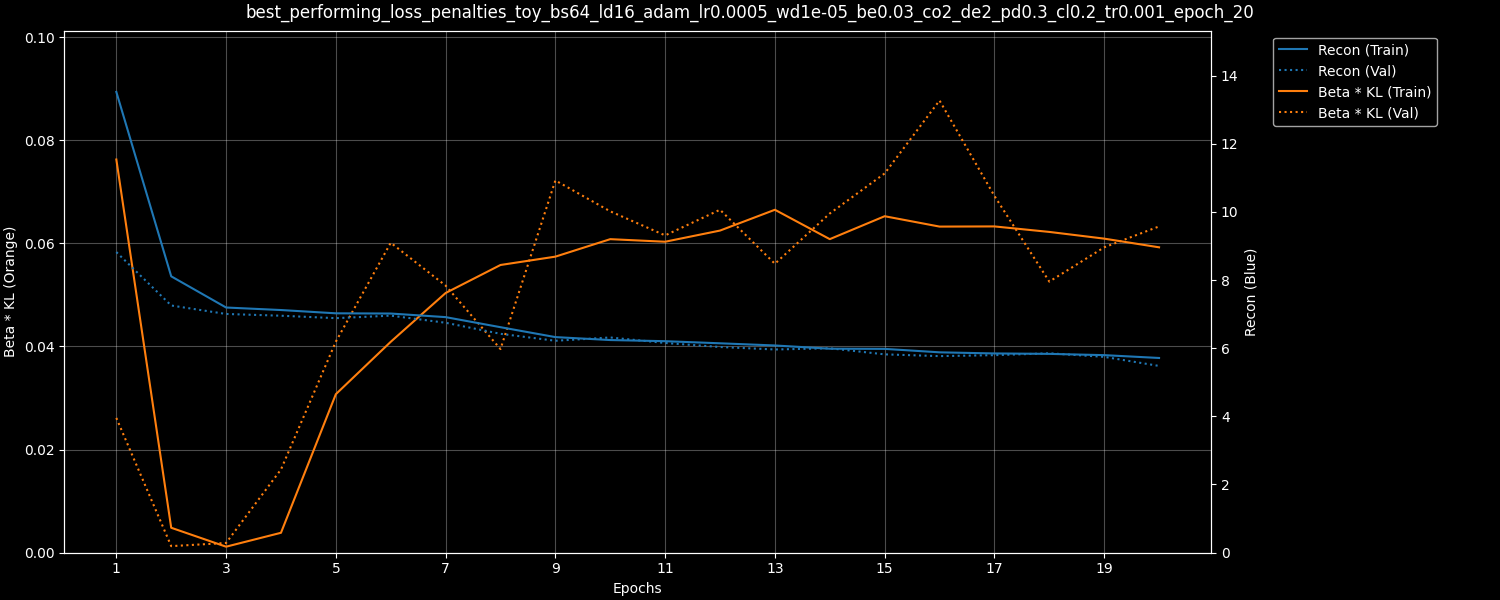 best_performing_loss_penalties_toy_bs64_ld16_adam_lr0.0005_wd1e-05_be0.03_co2_de2_pd0.3_cl0.2_tr0.001_epoch_20
Recon (Train)
Recon (Val)
Beta * KL (Train)
Beta * KL (Val)
Beta * KL (Orange)
0.10
0.08
0.06
0.04
0.02
0.00
14
12
10
8
6
4
2
0
Recon (Blue)
1 3 5 7 9 11 13 15 17 19
Epochs